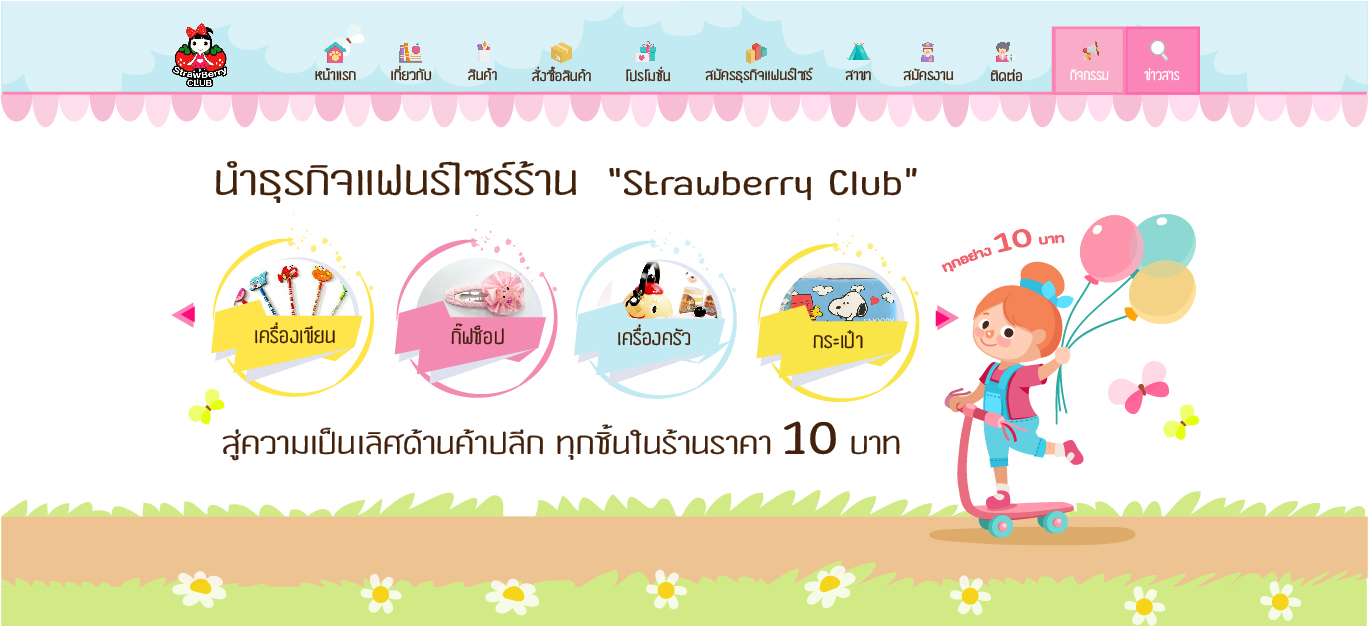 StrawBerry
CLUB
หน้าแรก
เกี่ยวกับ
สินค้า
สั่งซื้อสินค้า
โปรโมชั่น
สมัครธุรกิจแฟนร์ไชร์
สาขา
สมัครงาน
ติดต่อ
กิจกรรม
ข่าวสาร
นำธุรกิจแฟนร์ไชร์ร้าน "Strawberry Club"
ทุกอย่าง 10 บาท
เครื่องเขียน
กิ๊ฟช็อป
เครื่องครัว
กระเป๋า
สู่ความเป็นเลิศด้านค้าปลีก ทุกชิ้นในร้านราคา 10 บาท